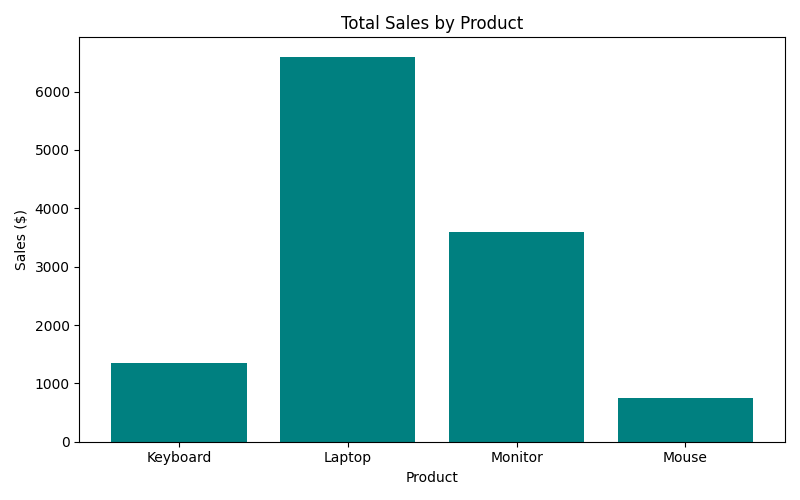 Total Sales by Product
Sales ($)
6000
5000
4000
3000
2000
1000
0
Keyboard Laptop Monitor Mouse
Product